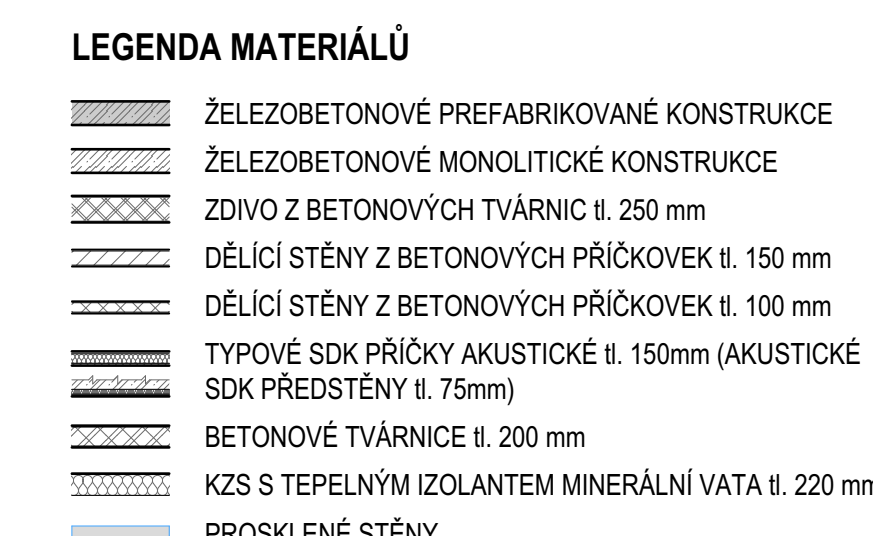 LEGENDA MATERIÁLŮ
ŽELEZOBETONOVÉ PREFABRIKOVANÉ KONSTRUKCE
ŽELEZOBETONOVÉ MONOLITICKÉ KONSTRUKCE
ZDIVO Z BETONOVÝCH TVÁRNIC tl. 250 mm
DĚLÍCÍ STĚNY Z BETONOVÝCH PŘÍČKOVEK tl. 150 mm
DĚLÍCÍ STĚNY Z BETONOVÝCH PŘÍČKOVEK tl. 100 mm
TYPOVÉ SDK PŘÍČKY AKUSTICKÉ tl. 150mm (AKUSTICKÉ
SDK PŘEDSTĚNY tl. 75mm)
BETONOVÉ TVÁRNICE tl. 200 mm
KZS S TEPELNÝM IZOLANTEM MINERÁLNÍ VATA tl. 220 mm
PROSKLENÉ STĚNY